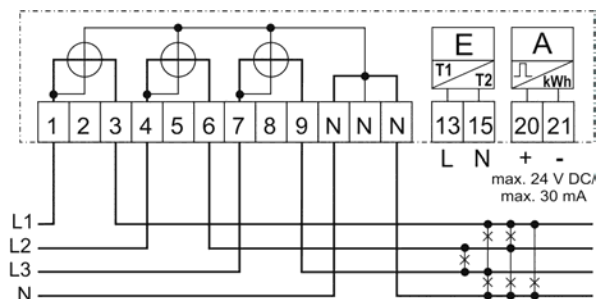 E A
T1 T2 kWh
1 2 3 4 5 6 7 8 9 N N N 13 15 20 21
L N + -
max. 24 V DC/
max. 30 mA
L1
L2
L3
N